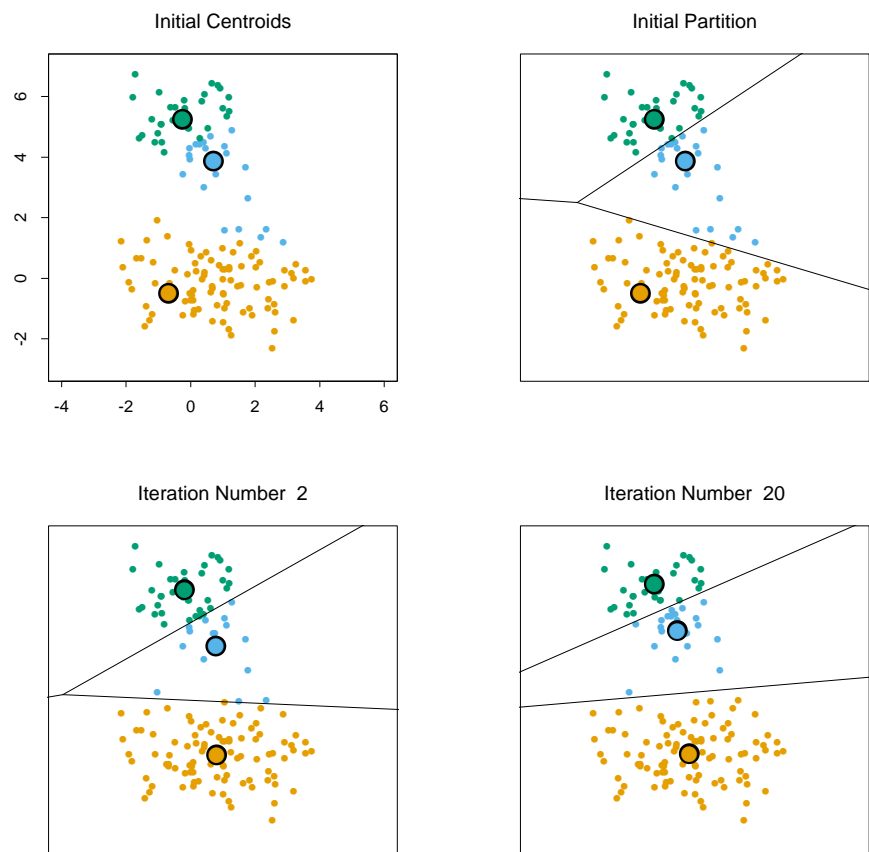 Initial Centroids
Initial Partition
6
4
2
0
-2
-4 -2 0 2 4 6
Iteration Number 2
Iteration Number 20